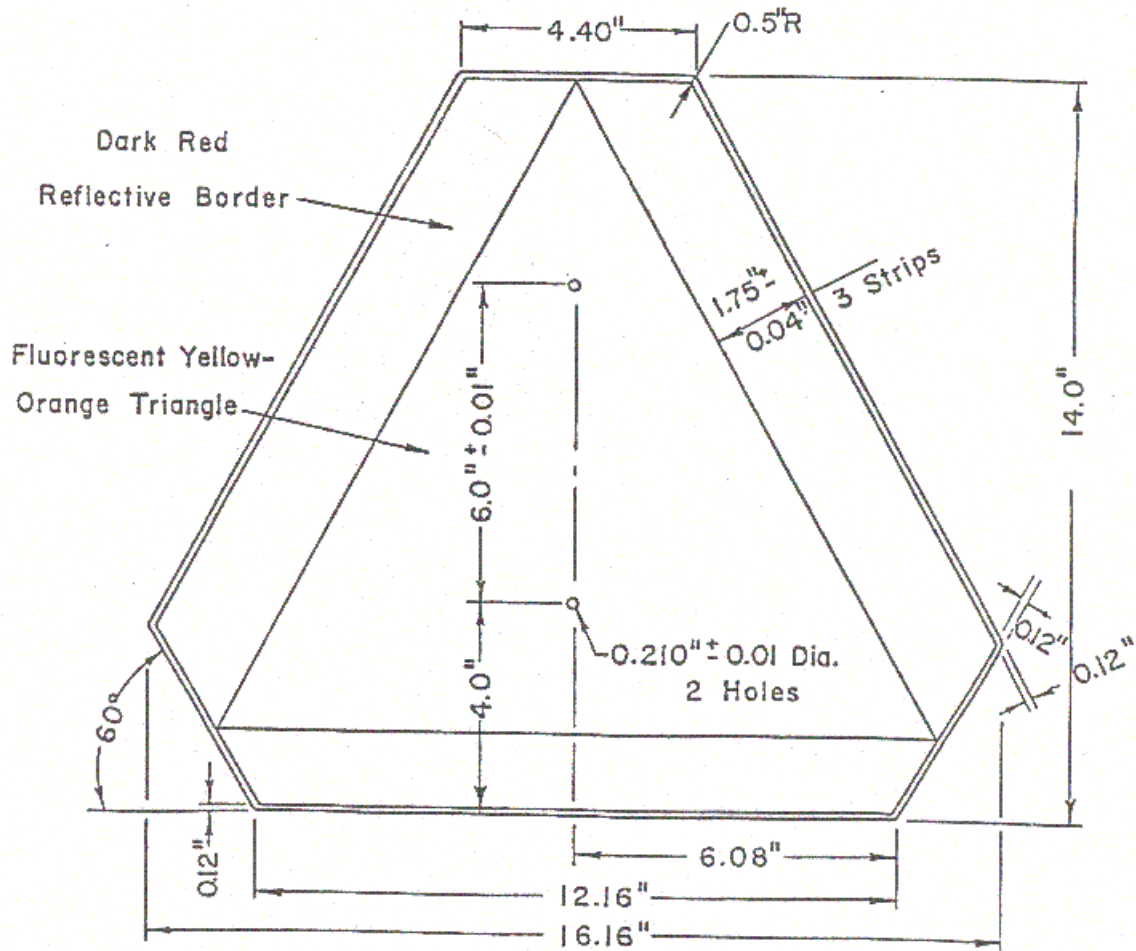 4.40"
0.5"R
Dark Red
Reflective Border
1.75"±
0.04"
3 Strips
Fluorescent Yellow-
Orange Triangle
6.0"±0.01"
14.0"
0.210"±0.01 Dia.
2 Holes
4.0"
0.12"
0.12"
60°
0.12"
6.08"
12.16"
16.16"